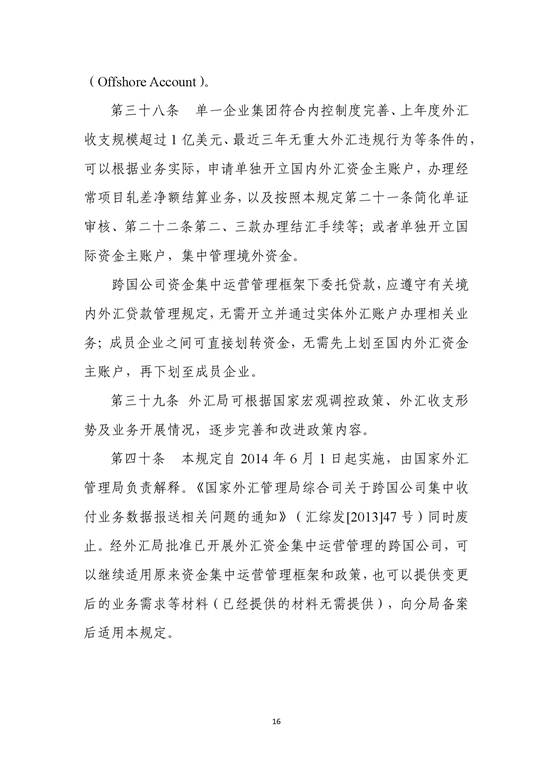 （Offshore Account）。
第三十八条　单一企业集团符合内控制度完善、上年度外汇
收支规模超过 1 亿美元、最近三年无重大外汇违规行为等条件的，
可以根据业务实际，申请单独开立国内外汇资金主账户，办理经
常项目轧差净额结算业务，以及按照本规定第二十一条简化单证
审核、第二十二条第二、三款办理结汇手续等；或者单独开立国
际资金主账户，集中管理境外资金。
跨国公司资金集中运营管理框架下委托贷款，应遵守有关境
内外汇贷款管理规定，无需开立并通过实体外汇账户办理相关业
务；成员企业之间可直接划转资金，无需先上划至国内外汇资金
主账户，再下划至成员企业。
第三十九条 外汇局可根据国家宏观调控政策、外汇收支形
势及业务开展情况，逐步完善和改进政策内容。
第四十条　本规定自 2014 年 6 月 1 日起实施，由国家外汇
管理局负责解释。《国家外汇管理局综合司关于跨国公司集中收
付业务数据报送相关问题的通知》（汇综发[2013]47 号）同时废
止。经外汇局批准已开展外汇资金集中运营管理的跨国公司，可
以继续适用原来资金集中运营管理框架和政策，也可以提供变更
后的业务需求等材料（已经提供的材料无需提供），向分局备案
后适用本规定。
16